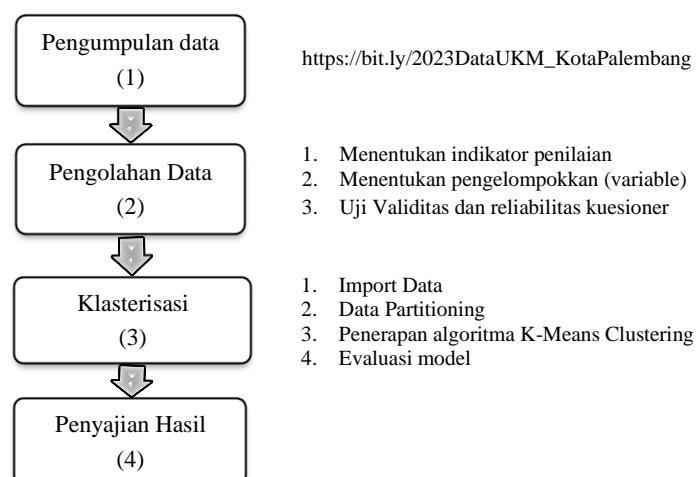 Pengumpulan data
(1)
https://bit.ly/2023DataUKM_KotaPalembang
Pengolahan Data
(2)
1. Menentukan indikator penilaian
2. Menentukan pengelompokkan (variable)
3. Uji Validitas dan reliabilitas kuesioner
Klasterisasi
(3)
1. Import Data
2. Data Partitioning
3. Penerapan algoritma K-Means Clustering
4. Evaluasi model
Penyajian Hasil
(4)